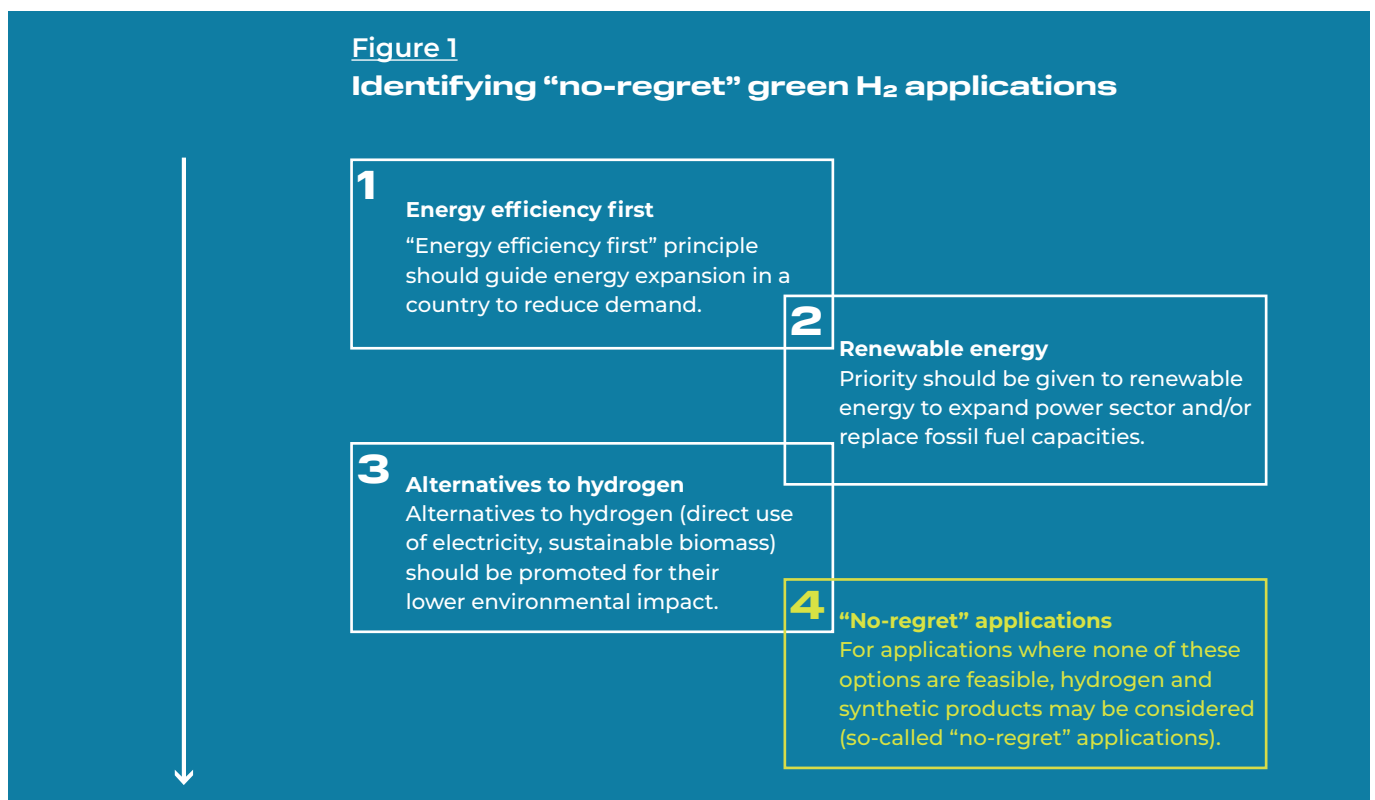 Figure 1
Identifying “no-regret” green H₂ applications
1
Energy efficiency first
“Energy efficiency first” principle
should guide energy expansion in a
country to reduce demand.
2
Renewable energy
Priority should be given to renewable
energy to expand power sector and/or
replace fossil fuel capacities.
3
Alternatives to hydrogen
Alternatives to hydrogen (direct use
of electricity, sustainable biomass)
should be promoted for their
lower environmental impact.
4
“No-regret” applications
For applications where none of these
options are feasible, hydrogen and
synthetic products may be considered
(so-called “no-regret” applications).